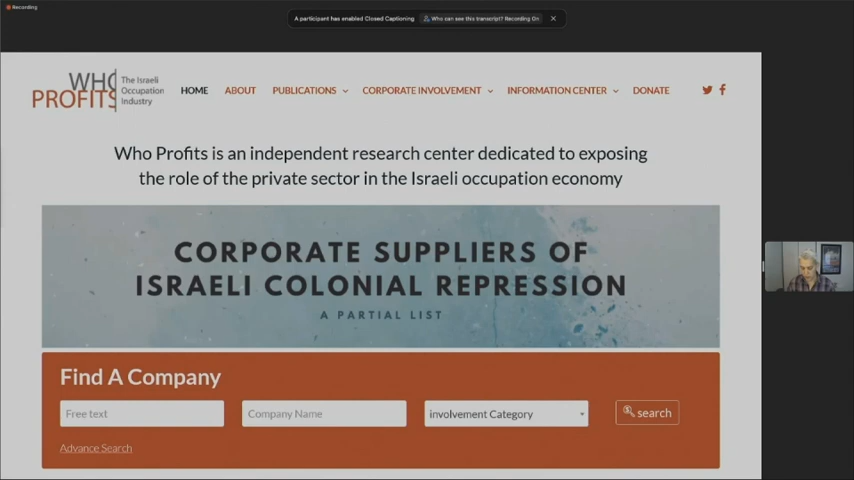 Recording
A participant has enabled Closed Captioning
Who can see this transcript? Recording On
WHO
PROFITS
The Israeli
Occupation
Industry
HOME
ABOUT
PUBLICATIONS
CORPORATE INVOLVEMENT
INFORMATION CENTER
DONATE
Who Profits is an independent research center dedicated to exposing
the role of the private sector in the Israeli occupation economy
CORPORATE SUPPLIERS OF
ISRAELI COLONIAL REPRESSION
A PARTIAL LIST
Find A Company
Free text
Company Name
involvement Category
search
Advance Search